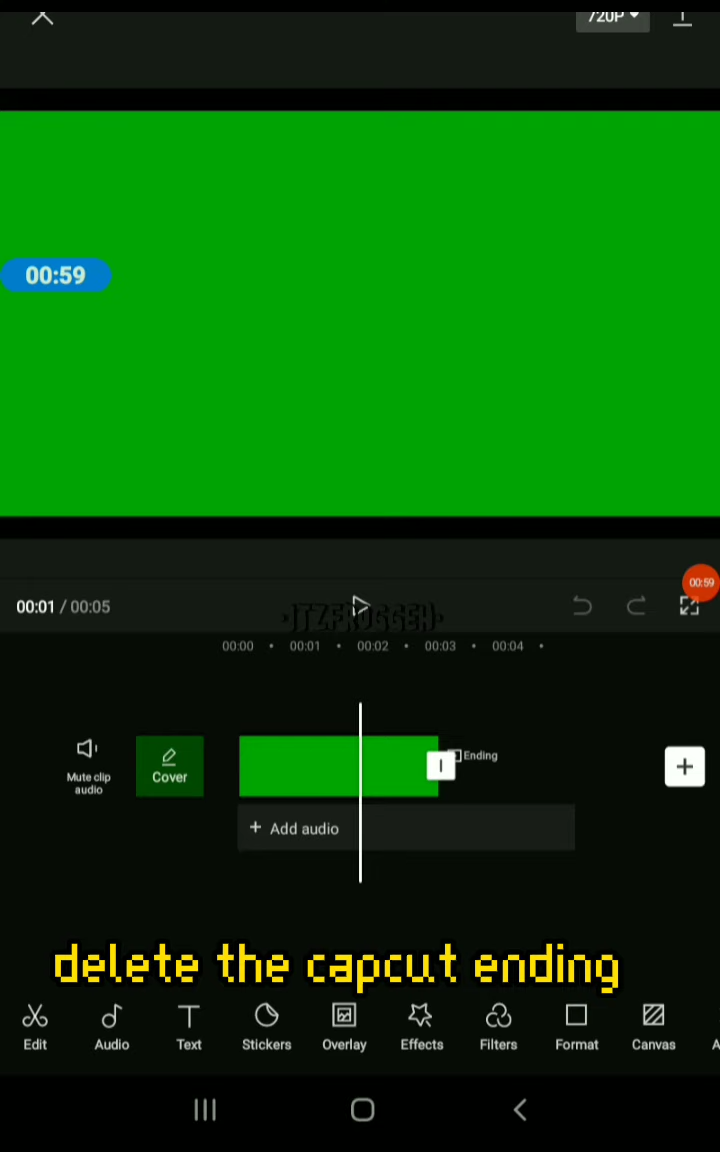 720P
00:59
00:59
00:01 / 00:05
·ITZFROGGEH·
00:00 00:01 00:02 00:03 00:04
Mute clip
audio
Cover
Ending
+
+ Add audio
delete the capcut ending
Edit Audio Text Stickers Overlay Effects Filters Format Canvas A